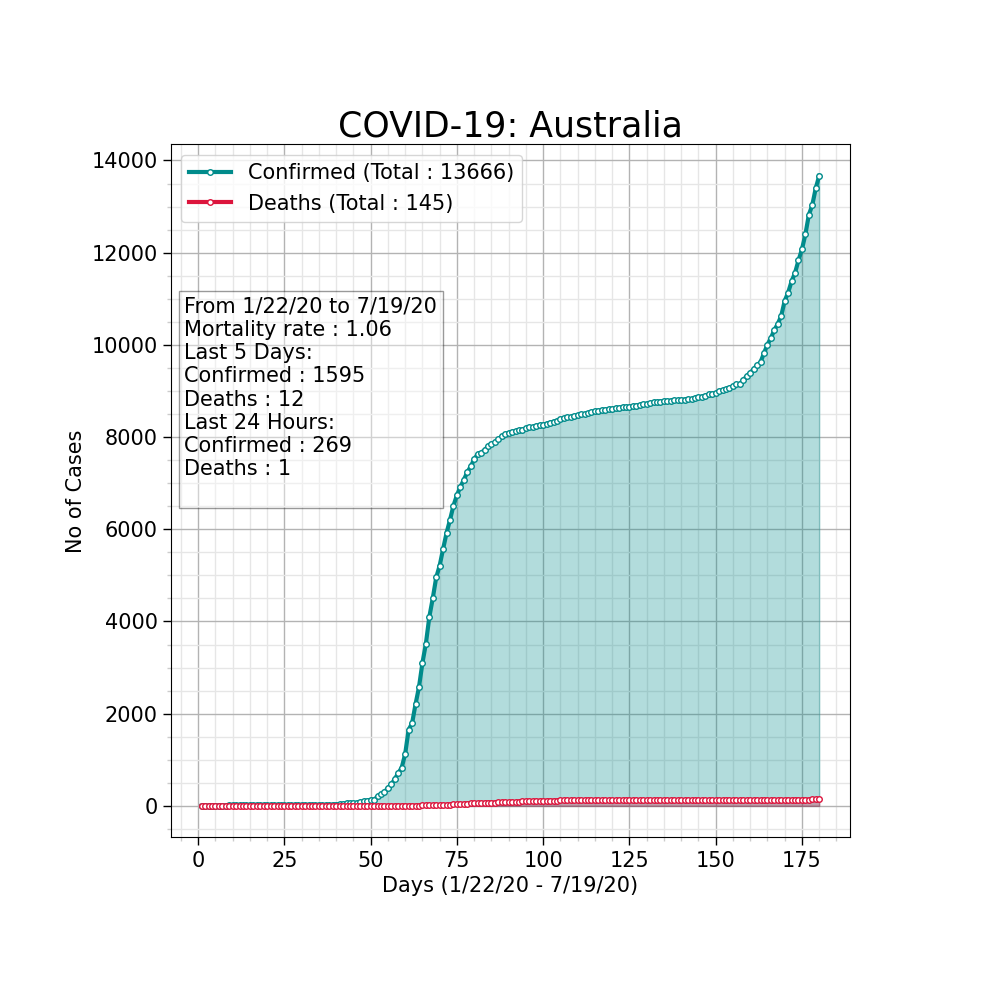 COVID-19: Australia
14000
12000
10000
8000
6000
4000
2000
0
No of Cases
Confirmed (Total : 13666)
Deaths (Total : 145)
From 1/22/20 to 7/19/20
Mortality rate : 1.06
Last 5 Days:
Confirmed : 1595
Deaths : 12
Last 24 Hours:
Confirmed : 269
Deaths : 1
0 25 50 75 100 125 150 175
Days (1/22/20 - 7/19/20)